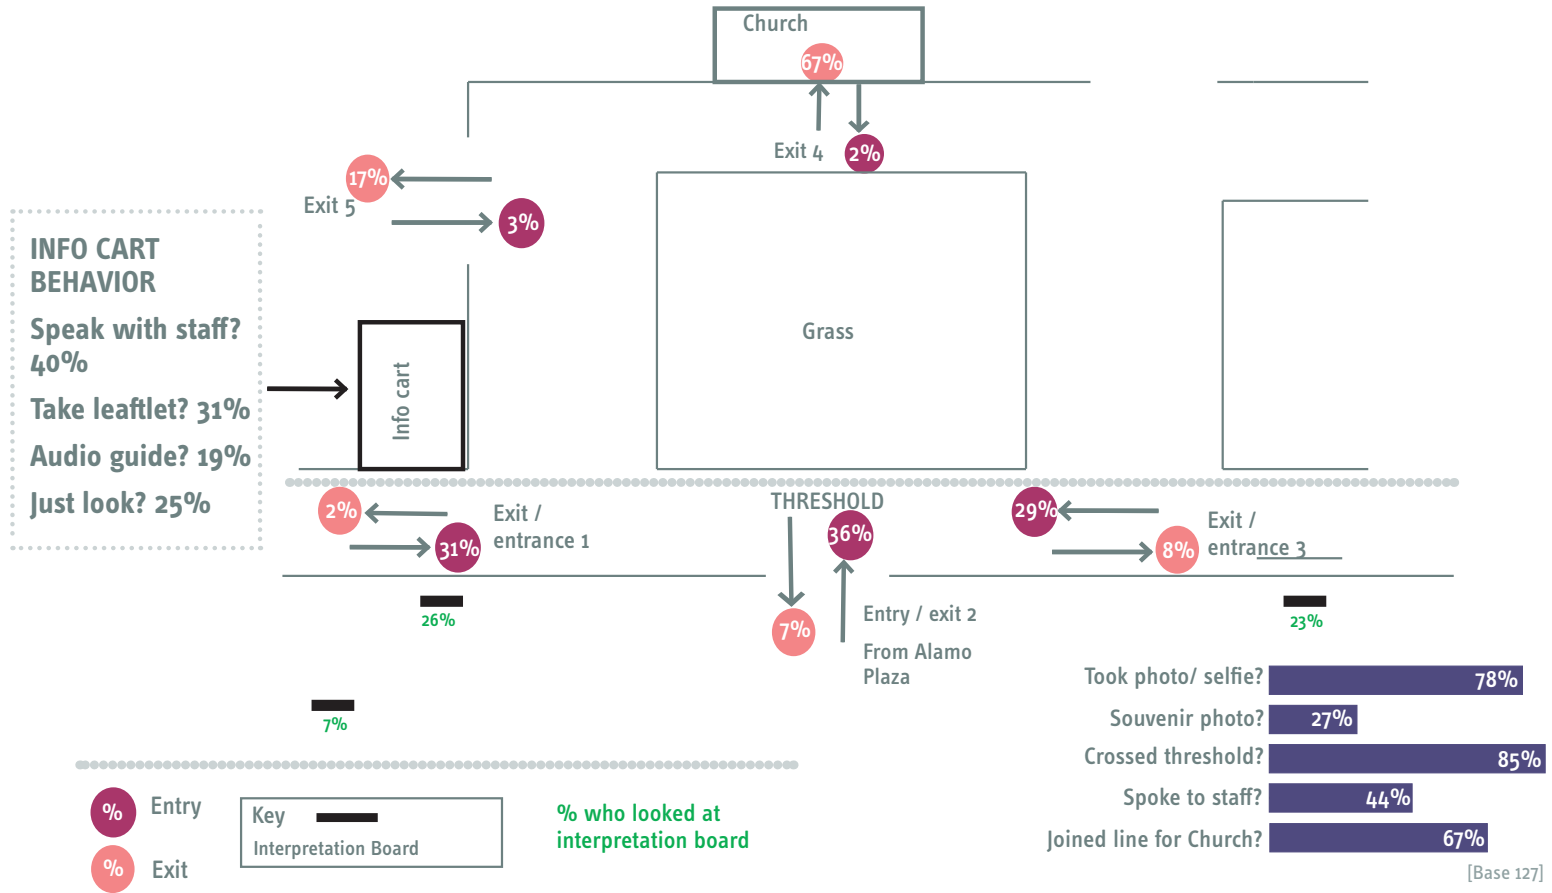 Church
67%
Exit 4
2%
17%
Exit 5
3%
INFO CART
BEHAVIOR
Speak with staff?
40%
Take leaftlet? 31%
Audio guide? 19%
Just look? 25%
Info cart
Grass
THRESHOLD
2%
Exit /
entrance 1
31%
36%
29%
Exit /
entrance 3
8%
26%
7%
Entry / exit 2
From Alamo
Plaza
23%
7%
Took photo/ selfie? 78%
Souvenir photo? 27%
Crossed threshold? 85%
Spoke to staff? 44%
Joined line for Church? 67%
[Base 127]
% Entry
% Exit
Key
Interpretation Board
% who looked at
interpretation board